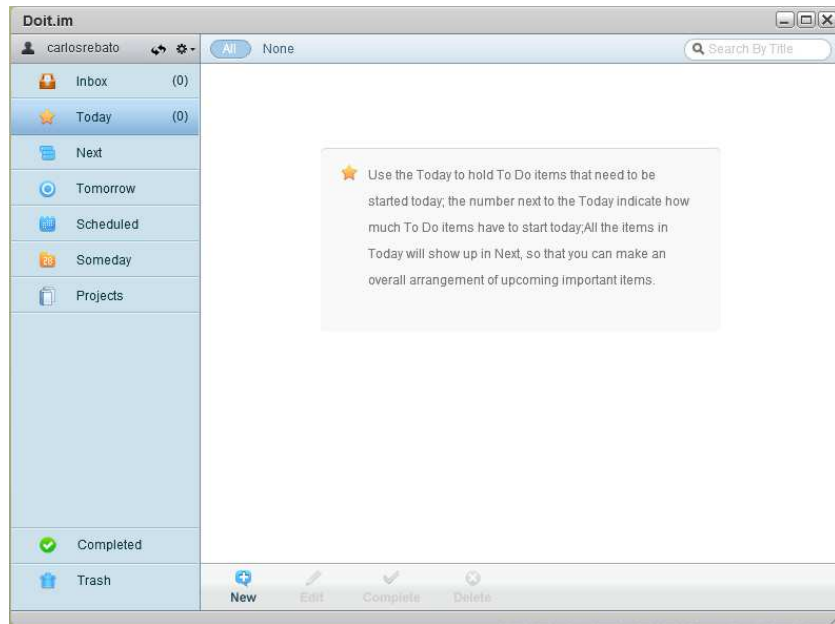 Doit.im
carlosrebato
All None
Search By Title
Inbox (0)
Today (0)
Next
Tomorrow
Scheduled
28
Someday
Projects
Use the Today to hold To Do items that need to be
started today; the number next to the Today indicate how
much To Do items have to start today;All the items in
Today will show up in Next, so that you can make an
overall arrangement of upcoming important items.
Completed
Trash
New Edit Complete Delete